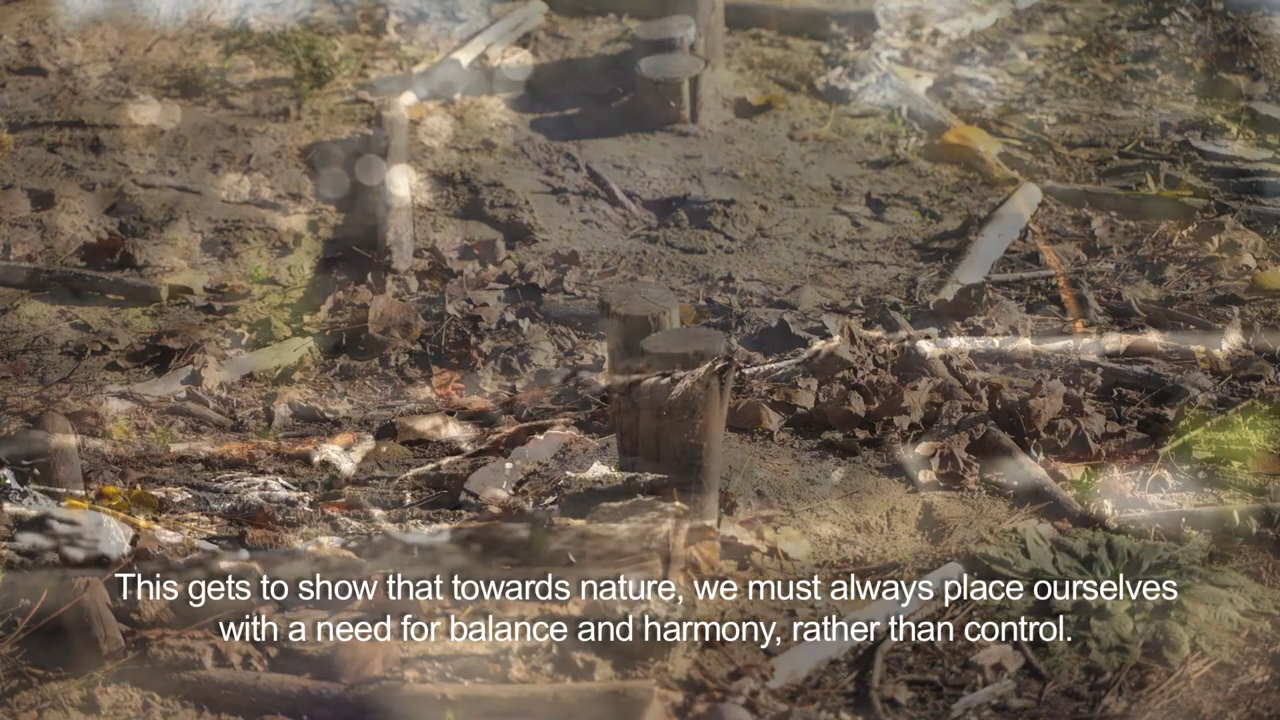 This gets to show that towards nature, we must always place ourselves
with a need for balance and harmony, rather than control.